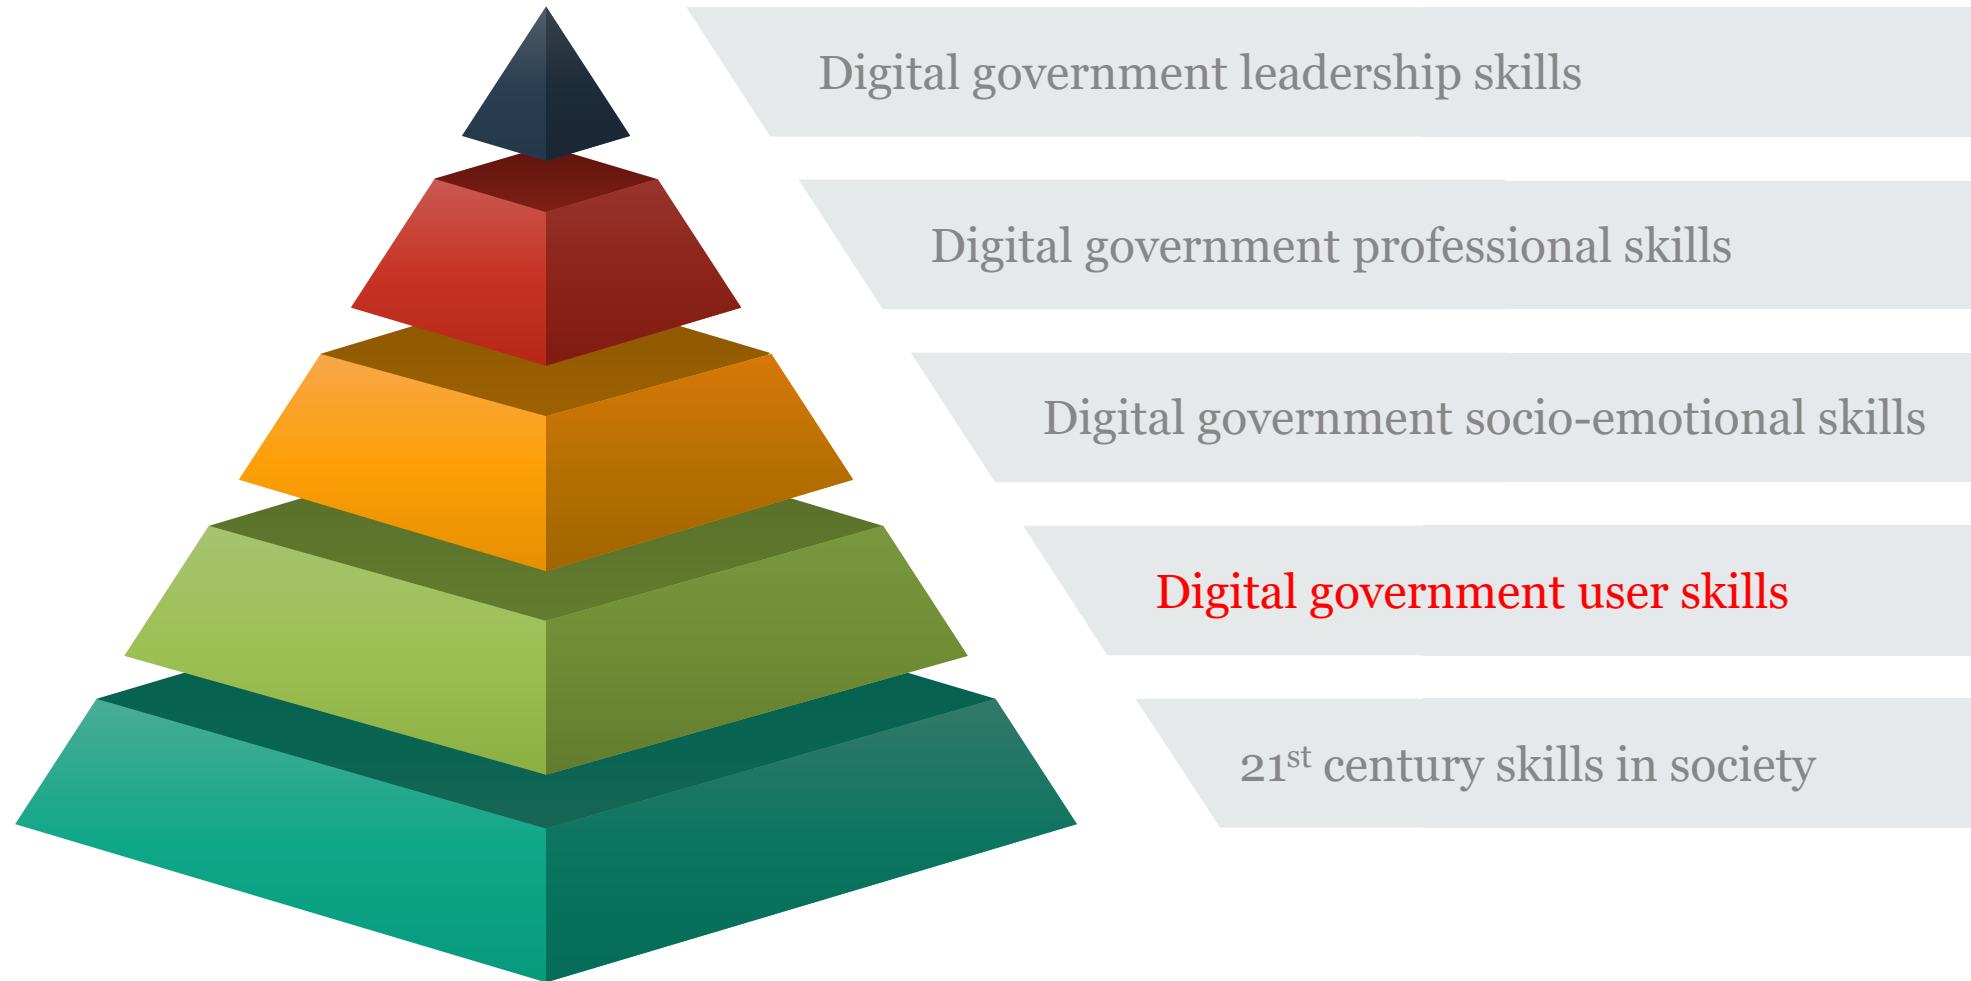 Digital government leadership skills
Digital government professional skills
Digital government socio-emotional skills
Digital government user skills
21st century skills in society